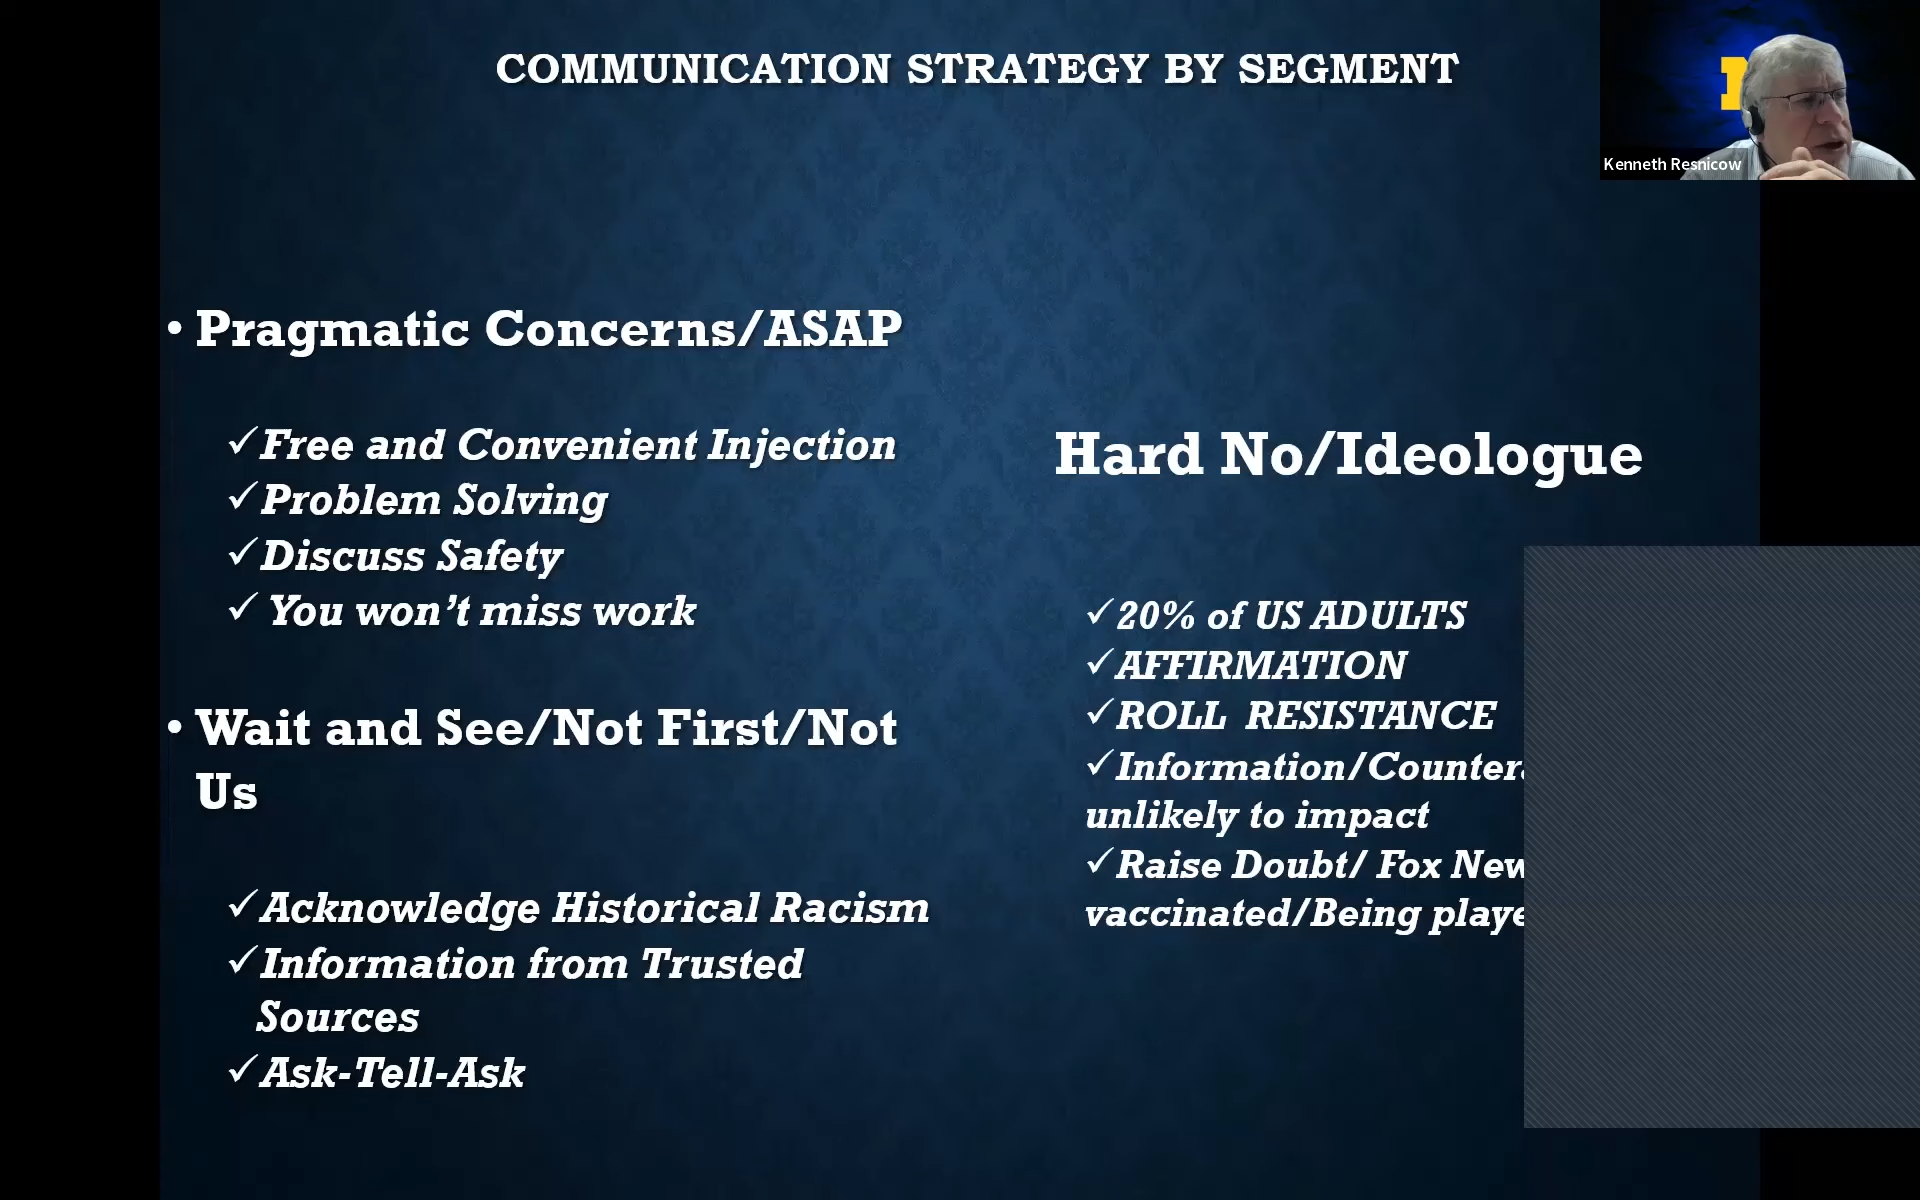 COMMUNICATION STRATEGY BY SEGMENT
Kenneth Resnicow
• Pragmatic Concerns/ASAP
✓Free and Convenient Injection
✓Problem Solving
✓Discuss Safety
✓ You won’t miss work
• Wait and See/Not First/Not
Us
✓Acknowledge Historical Racism
✓Information from Trusted
Sources
✓Ask-Tell-Ask
Hard No/Ideologue
✓20% of US ADULTS
✓AFFIRMATION
✓ROLL RESISTANCE
✓Information/Counter
unlikely to impact
✓Raise Doubt/ Fox New
vaccinated/Being playe